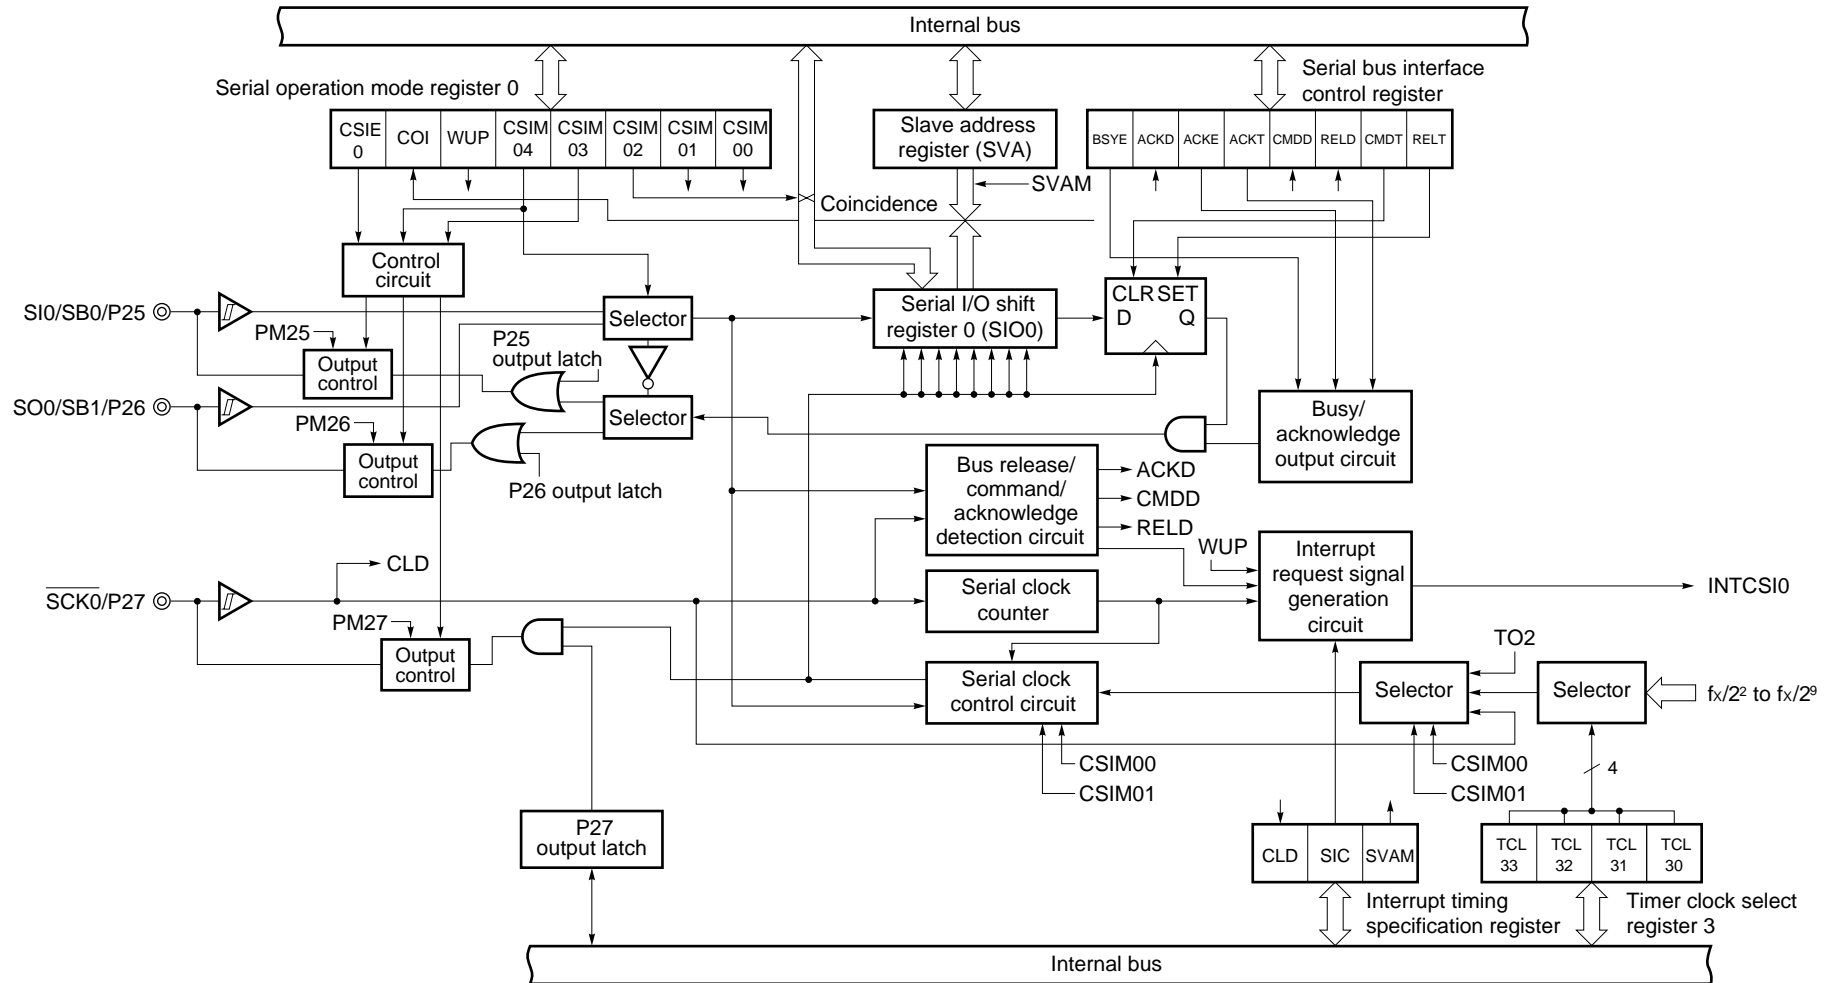 Internal bus
Serial operation mode register 0
Serial bus interface
control register
CSIE
0
COI
WUP
CSIM
04
CSIM
03
CSIM
02
CSIM
01
CSIM
00
Slave address
register (SVA)
BSYE
ACKD
ACKE
ACKT
CMDD
RELD
CMDT
RELT
SVAM
Coincidence
Control
circuit
SI0/SB0/P25
Selector
Serial I/O shift
register 0 (SIO0)
CLR SET
D Q
PM25
Output
control
P25
output latch
SO0/SB1/P26
Selector
Busy/
acknowledge
output circuit
PM26
Output
control
P26 output latch
Bus release/
command/
acknowledge
detection circuit
ACKD
CMDD
RELD
WUP
Interrupt
request signal
generation
circuit
INTCSI0
CLD
SCK0/P27
Serial clock
counter
PM27
Output
control
TO2
Serial clock
control circuit
Selector
Selector
fX/2² to fX/2⁹
CSIM00
CSIM01
CSIM00
CSIM01
4
P27
output latch
CLD
SIC
SVAM
TCL
33
TCL
32
TCL
31
TCL
30
Interrupt timing
specification register
Timer clock select
register 3
Internal bus